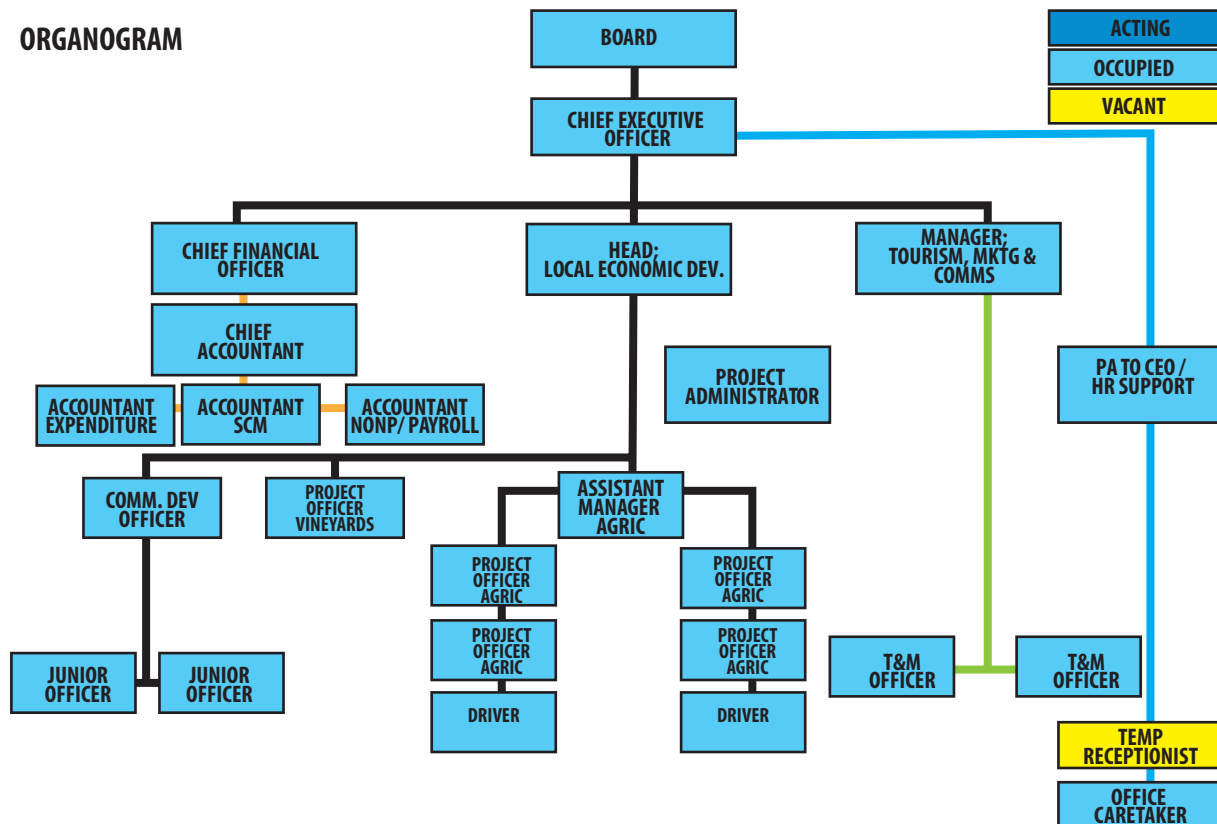 ORGANOGRAM
BOARD
ACTING
OCCUPIED
VACANT
CHIEF EXECUTIVE
OFFICER
CHIEF FINANCIAL
OFFICER
HEAD;
LOCAL ECONOMIC DEV.
MANAGER;
TOURISM, MKTG &
COMMS
CHIEF
ACCOUNTANT
PROJECT
ADMINISTRATOR
PA TO CEO /
HR SUPPORT
ACCOUNTANT
EXPENDITURE
ACCOUNTANT
SCM
ACCOUNTANT
NONP/ PAYROLL
COMM. DEV
OFFICER
PROJECT
OFFICER
VINEYARDS
ASSISTANT
MANAGER
AGRIC
PROJECT
OFFICER
AGRIC
PROJECT
OFFICER
AGRIC
PROJECT
OFFICER
AGRIC
PROJECT
OFFICER
AGRIC
JUNIOR
OFFICER
JUNIOR
OFFICER
T&M
OFFICER
T&M
OFFICER
DRIVER
DRIVER
TEMP
RECEPTIONIST
OFFICE
CARETAKER